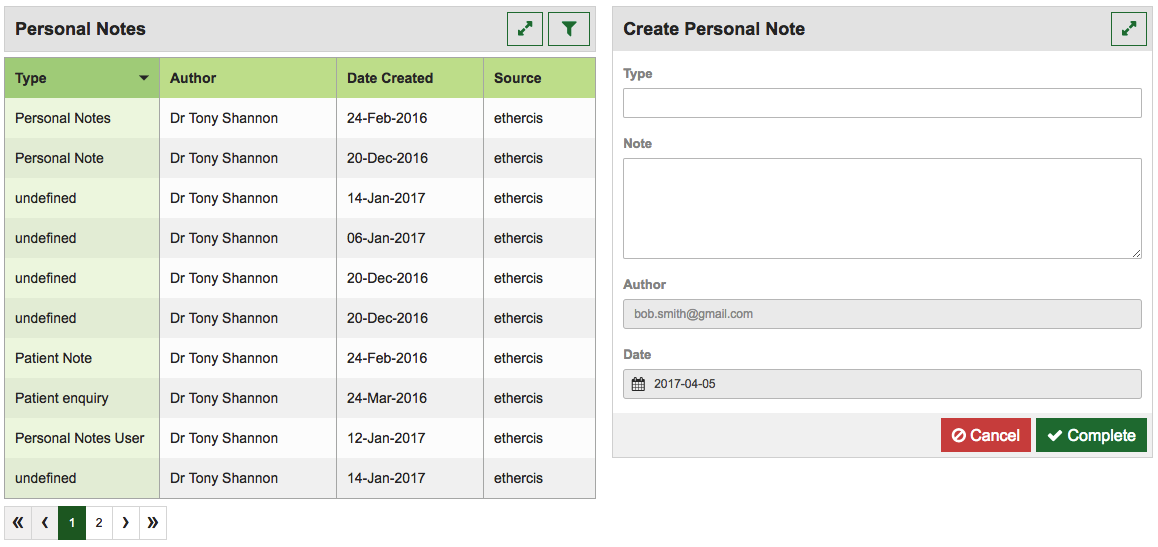 Personal Notes
Type Author Date Created Source
Personal Notes Dr Tony Shannon 24-Feb-2016 ethercis
Personal Note Dr Tony Shannon 20-Dec-2016 ethercis
undefined Dr Tony Shannon 14-Jan-2017 ethercis
undefined Dr Tony Shannon 06-Jan-2017 ethercis
undefined Dr Tony Shannon 20-Dec-2016 ethercis
undefined Dr Tony Shannon 20-Dec-2016 ethercis
Patient Note Dr Tony Shannon 24-Feb-2016 ethercis
Patient enquiry Dr Tony Shannon 24-Mar-2016 ethercis
Personal Notes User Dr Tony Shannon 12-Jan-2017 ethercis
undefined Dr Tony Shannon 14-Jan-2017 ethercis
« ‹ 1 2 › »
Create Personal Note
Type
Note
Author
bob.smith@gmail.com
Date
2017-04-05
Cancel Complete